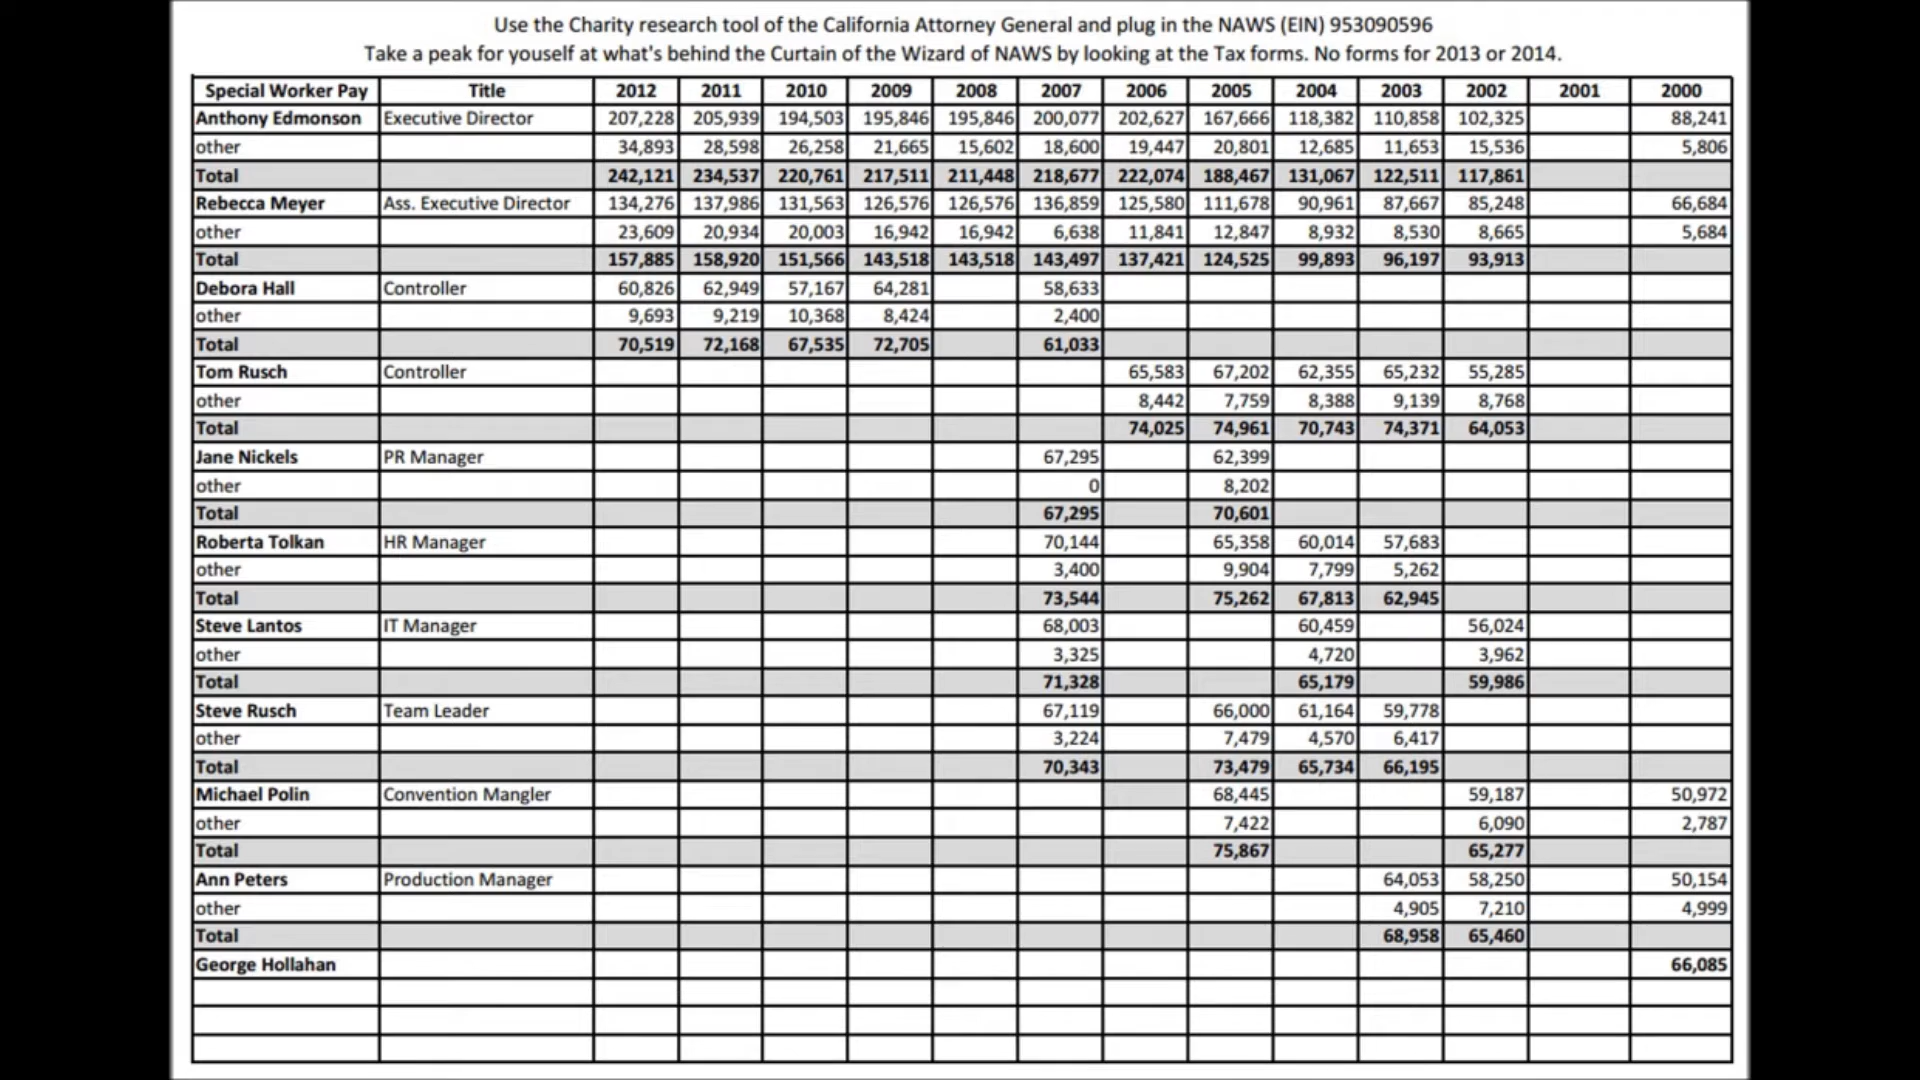 Use the Charity research tool of the California Attorney General and plug in the NAWS (EIN) 953090596
Take a peak for youself at what's behind the Curtain of the Wizard of NAWS by looking at the Tax forms. No forms for 2013 or 2014.
Special Worker Pay Title 2012 2011 2010 2009 2008 2007 2006 2005 2004 2003 2002 2001 2000
Anthony Edmonson Executive Director 207,228 205,939 194,503 195,846 195,846 200,077 202,627 167,666 118,382 110,858 102,325 88,241
other 34,893 28,598 26,258 21,665 15,602 18,600 19,447 20,801 12,685 11,653 15,536 5,806
Total 242,121 234,537 220,761 217,511 211,448 218,677 222,074 188,467 131,067 122,511 117,861
Rebecca Meyer Ass. Executive Director 134,276 137,986 131,563 126,576 126,576 136,859 125,580 111,678 90,961 87,667 85,248 66,684
other 23,609 20,934 20,003 16,942 16,942 6,638 11,841 12,847 8,932 8,530 8,665 5,684
Total 157,885 158,920 151,566 143,518 143,518 143,497 137,421 124,525 99,893 96,197 93,913
Debora Hall Controller 60,826 62,949 57,167 64,281 58,633
other 9,693 9,219 10,368 8,424 2,400
Total 70,519 72,168 67,535 72,705 61,033
Tom Rusch Controller 65,583 67,202 62,355 65,232 55,285
other 8,442 7,759 8,388 9,139 8,768
Total 74,025 74,961 70,743 74,371 64,053
Jane Nickels PR Manager 67,295 62,399
other 0 8,202
Total 67,295 70,601
Roberta Tolkan HR Manager 70,144 65,358 60,014 57,683
other 3,400 9,904 7,799 5,262
Total 73,544 75,262 67,813 62,945
Steve Lantos IT Manager 68,003 60,459 56,024
other 3,325 4,720 3,962
Total 71,328 65,179 59,986
Steve Rusch Team Leader 67,119 66,000 61,164 59,778
other 3,224 7,479 4,570 6,417
Total 70,343 73,479 65,734 66,195
Michael Polin Convention Mangler 68,445 59,187 50,972
other 7,422 6,090 2,787
Total 75,867 65,277
Ann Peters Production Manager 64,053 58,250 50,154
other 4,905 7,210 4,999
Total 68,958 65,460
George Hollahan 66,085